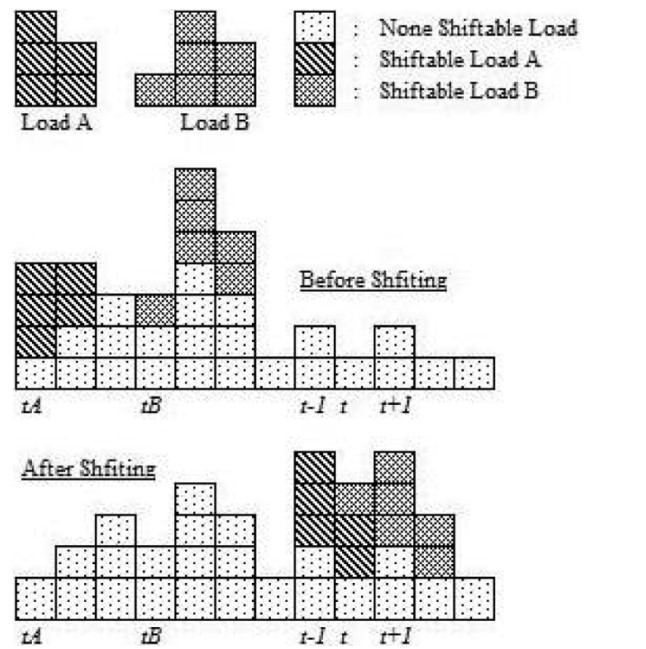 : None Shiftable Load
: Shiftable Load A
: Shiftable Load B
Load A Load B
Before Shfiting
tA tB t-1 t t+1
After Shfiting
tA tB t-1 t t+1